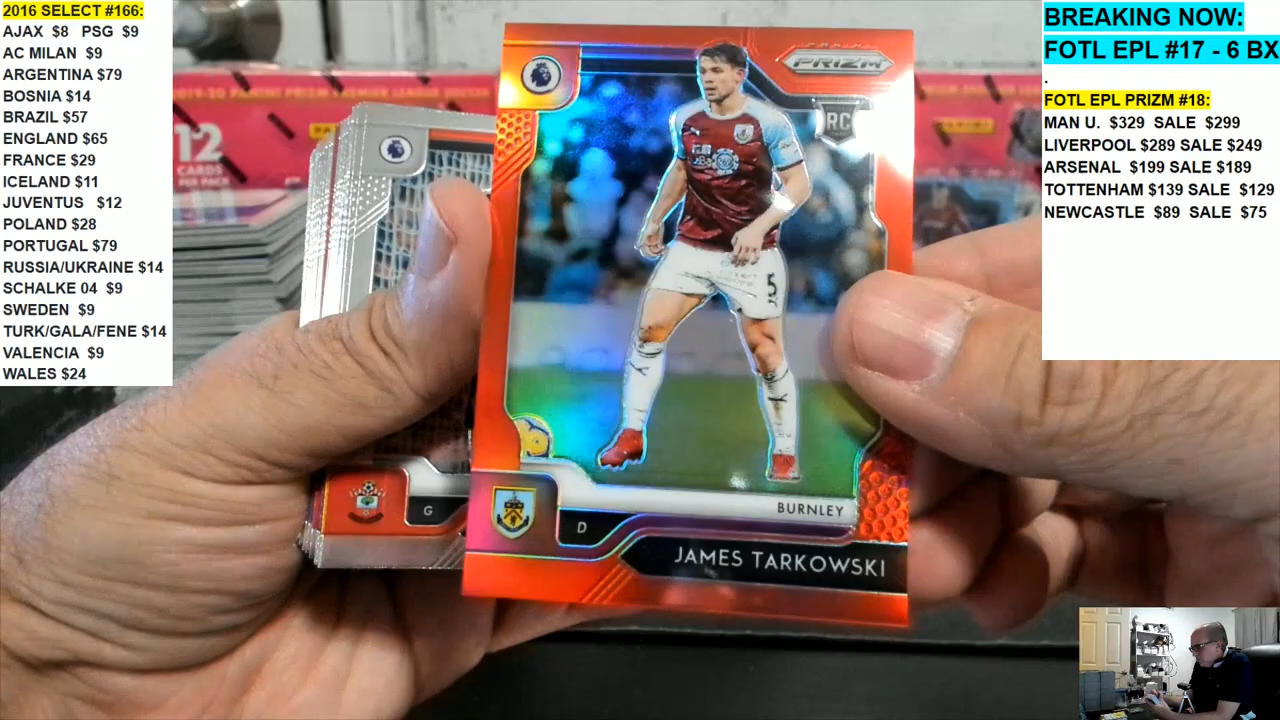 2016 SELECT #166:
AJAX $8 PSG $9
AC MILAN $9
ARGENTINA $79
BOSNIA $14
BRAZIL $57
ENGLAND $65
FRANCE $29
ICELAND $11
JUVENTUS $12
POLAND $28
PORTUGAL $79
RUSSIA/UKRAINE $14
SCHALKE 04 $9
SWEDEN $9
TURK/GALA/FENE $14
VALENCIA $9
WALES $24
12
CARDS
PER PACK
PRIZM
RC
5
BURNLEY
D
JAMES TARKOWSKI
G
BREAKING NOW:
FOTL EPL #17 - 6 BX
.
FOTL EPL PRIZM #18:
MAN U. $329 SALE $299
LIVERPOOL $289 SALE $249
ARSENAL $199 SALE $189
TOTTENHAM $139 SALE $129
NEWCASTLE $89 SALE $75